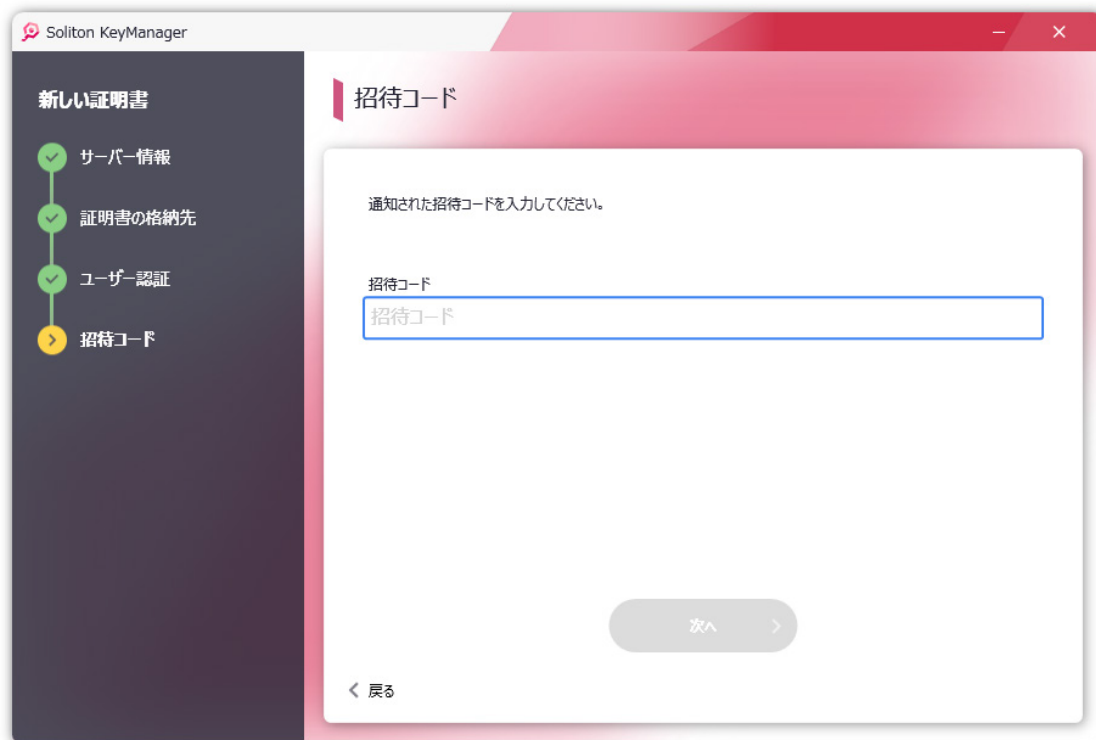 Soliton KeyManager
新しい証明書
サーバー情報
証明書の格納先
ユーザー認証
招待コード
招待コード
通知された招待コードを入力してください。
招待コード
招待コード
次へ
戻る